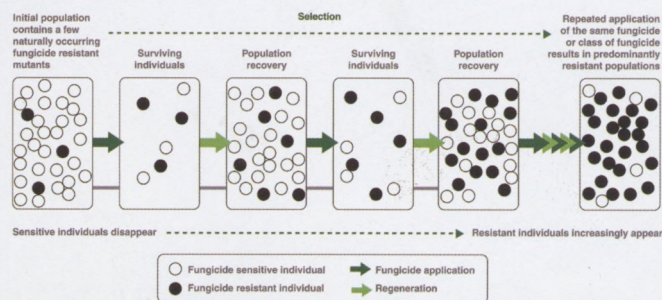 Initial population
contains a few
naturally occurring
fungicide resistant
mutants
Selection
Repeated application
of the same fungicide
or class of fungicide
results in predominantly
resistant populations
Surviving
individuals
Population
recovery
Surviving
individuals
Population
recovery
Sensitive individuals disappear
Resistant individuals increasingly appear
Fungicide sensitive individual
Fungicide application
Fungicide resistant individual
Regeneration